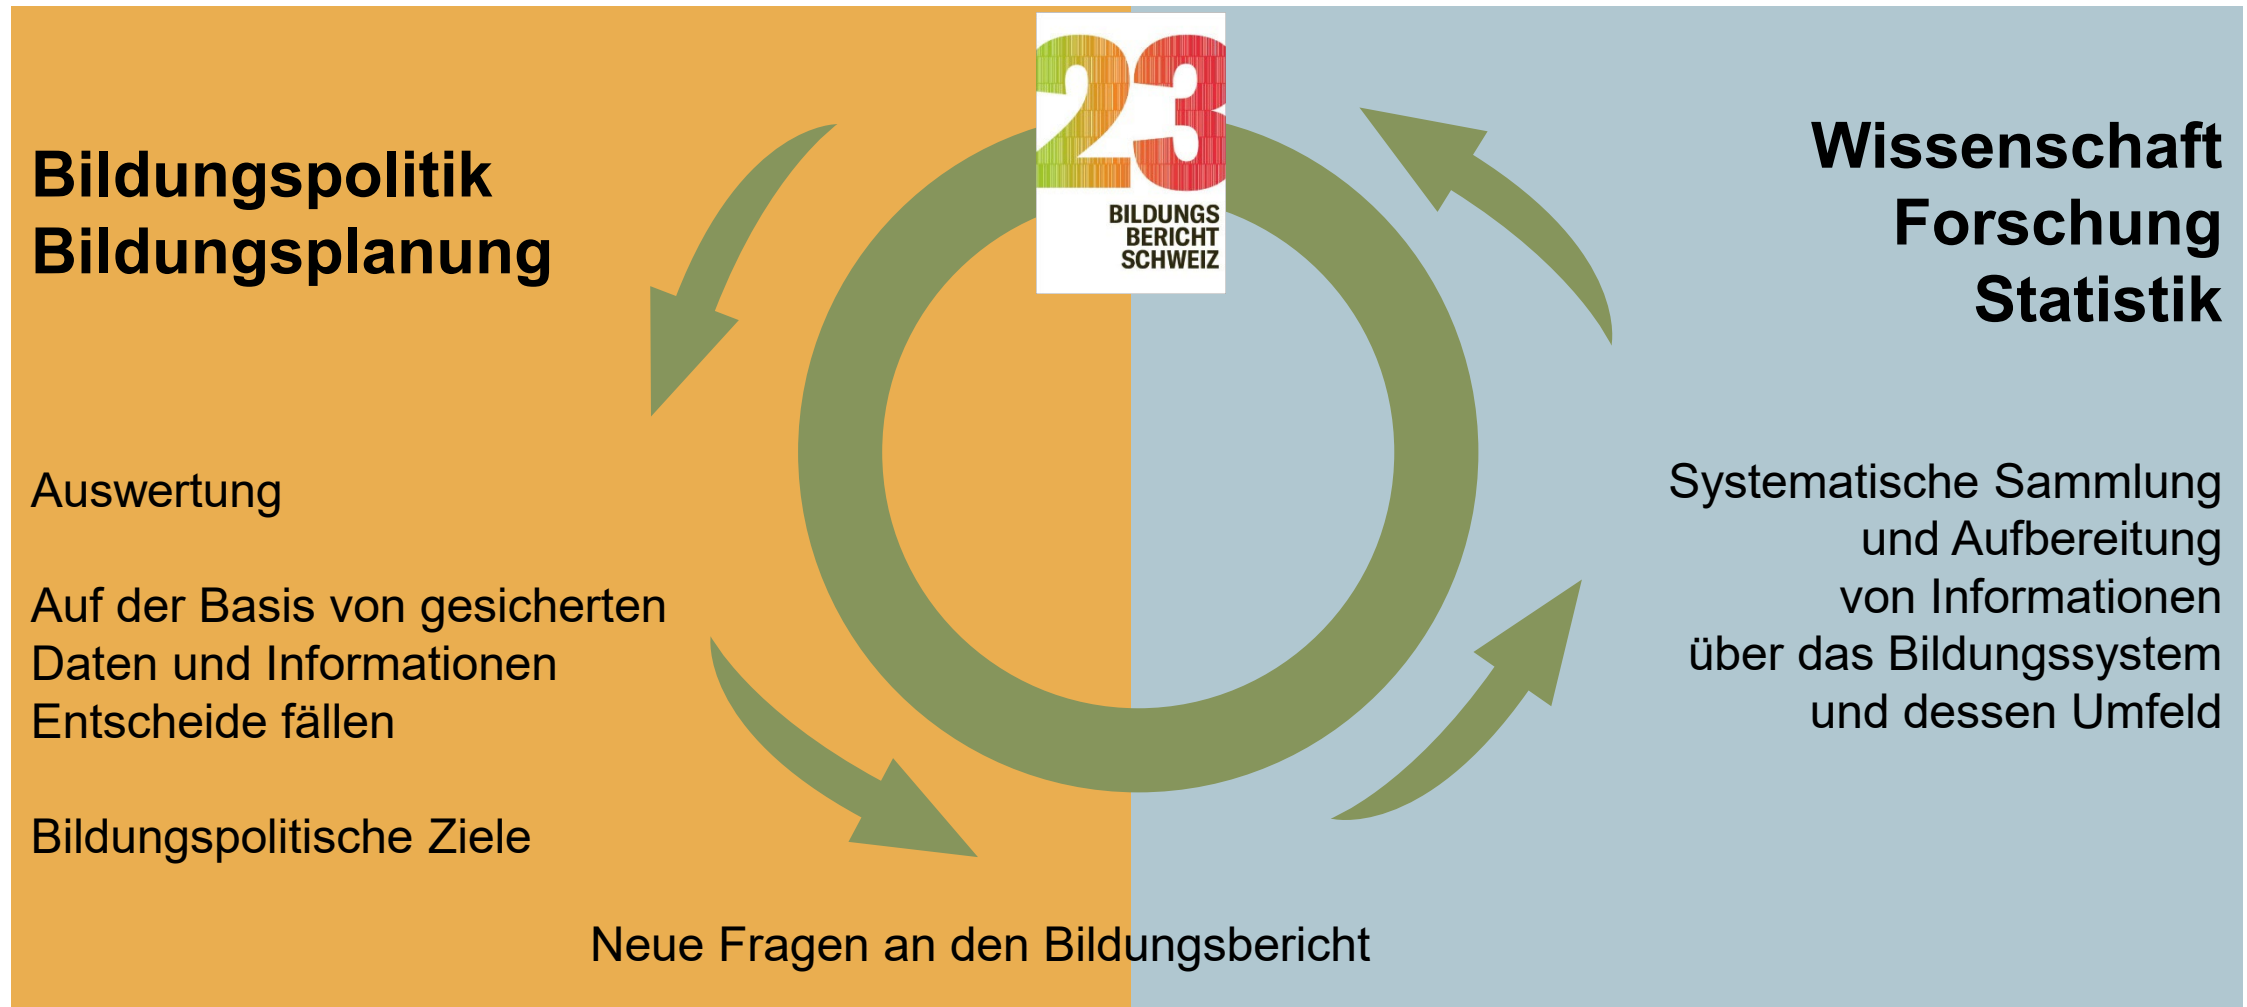 23
BILDUNGS
BERICHT
SCHWEIZ
Bildungspolitik
Bildungsplanung
Auswertung
Auf der Basis von gesicherten
Daten und Informationen
Entscheide fällen
Bildungspolitische Ziele
Wissenschaft
Forschung
Statistik
Systematische Sammlung
und Aufbereitung
von Informationen
über das Bildungssystem
und dessen Umfeld
Neue Fragen an den Bildungsbericht